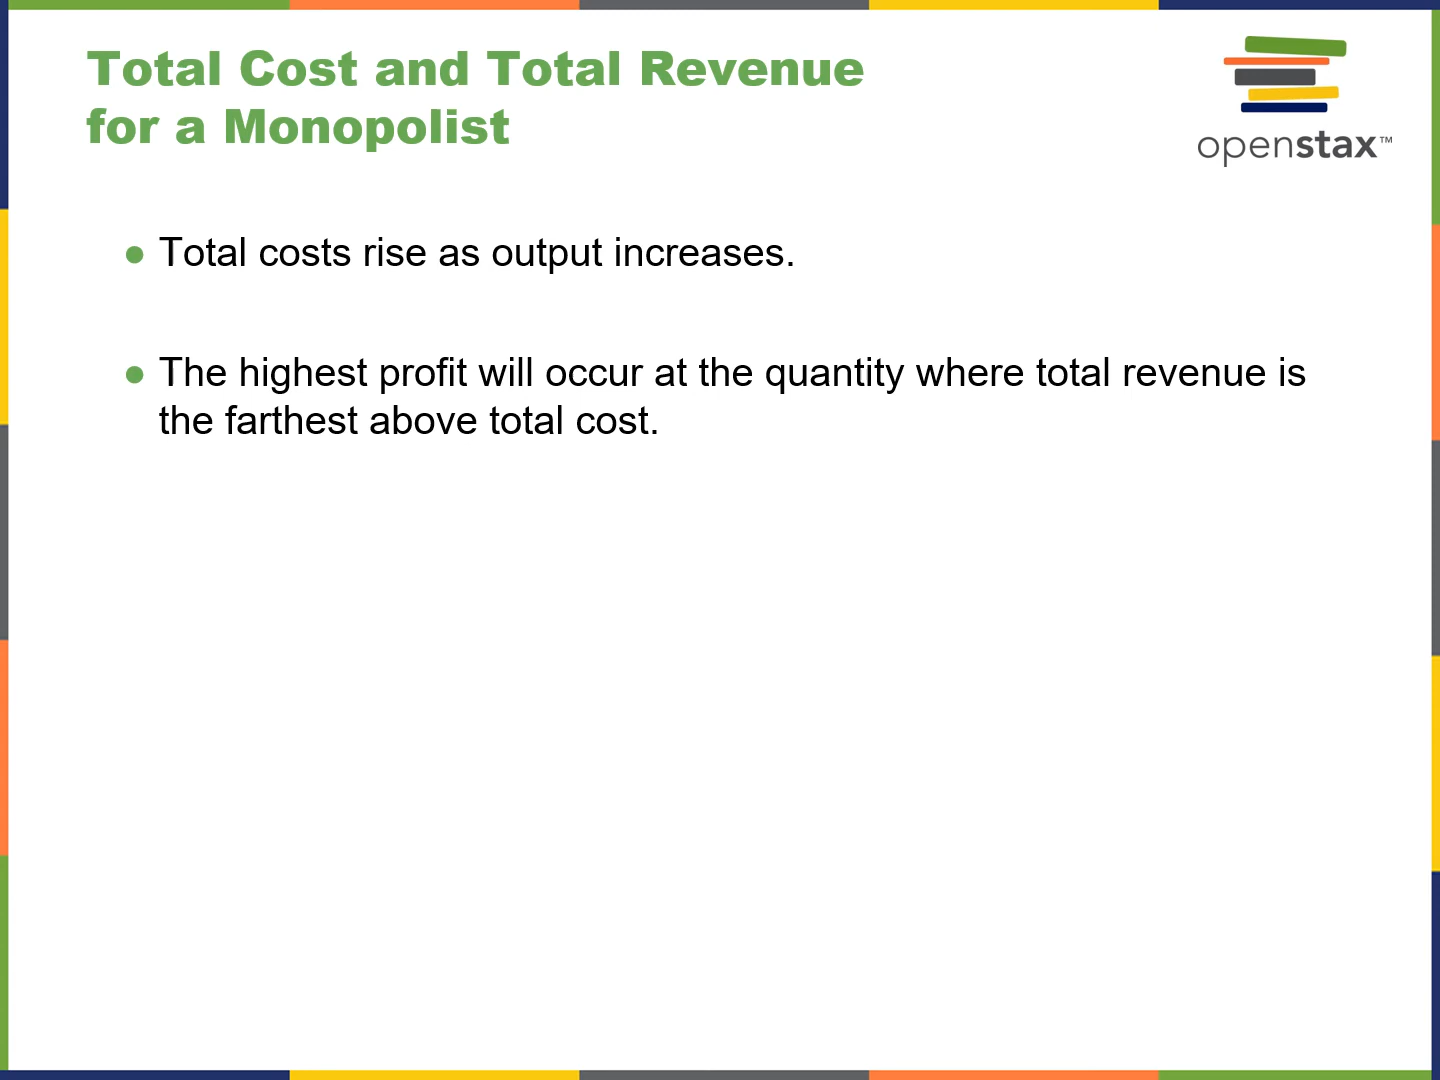 Total Cost and Total Revenue
for a Monopolist
openstax™
● Total costs rise as output increases.
● The highest profit will occur at the quantity where total revenue is
the farthest above total cost.